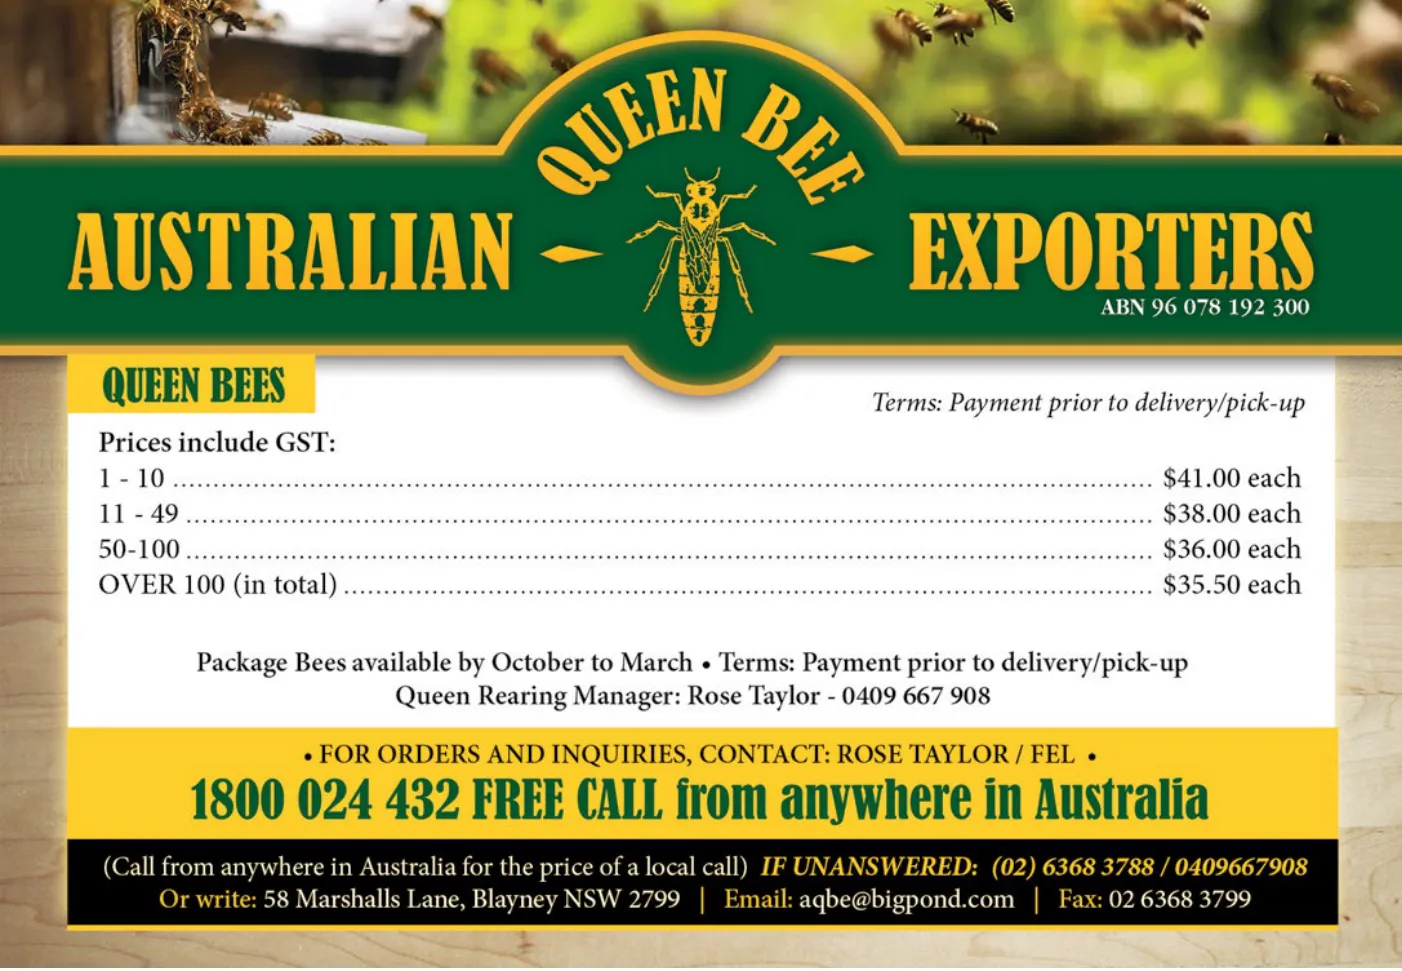 QUEEN BEE
AUSTRALIAN EXPORTERS
ABN 96 078 192 300
QUEEN BEES
Terms: Payment prior to delivery/pick-up
Prices include GST:
1 - 10 ........ $41.00 each
11 - 49 ........ $38.00 each
50-100 ........ $36.00 each
OVER 100 (in total) ........ $35.50 each
Package Bees available by October to March • Terms: Payment prior to delivery/pick-up
Queen Rearing Manager: Rose Taylor - 0409 667 908
• FOR ORDERS AND INQUIRIES, CONTACT: ROSE TAYLOR / FEL •
1800 024 432 FREE CALL from anywhere in Australia
(Call from anywhere in Australia for the price of a local call) IF UNANSWERED: (02) 6368 3788 / 0409667908
Or write: 58 Marshalls Lane, Blayney NSW 2799 | Email: aqbe@bigpond.com | Fax: 02 6368 3799